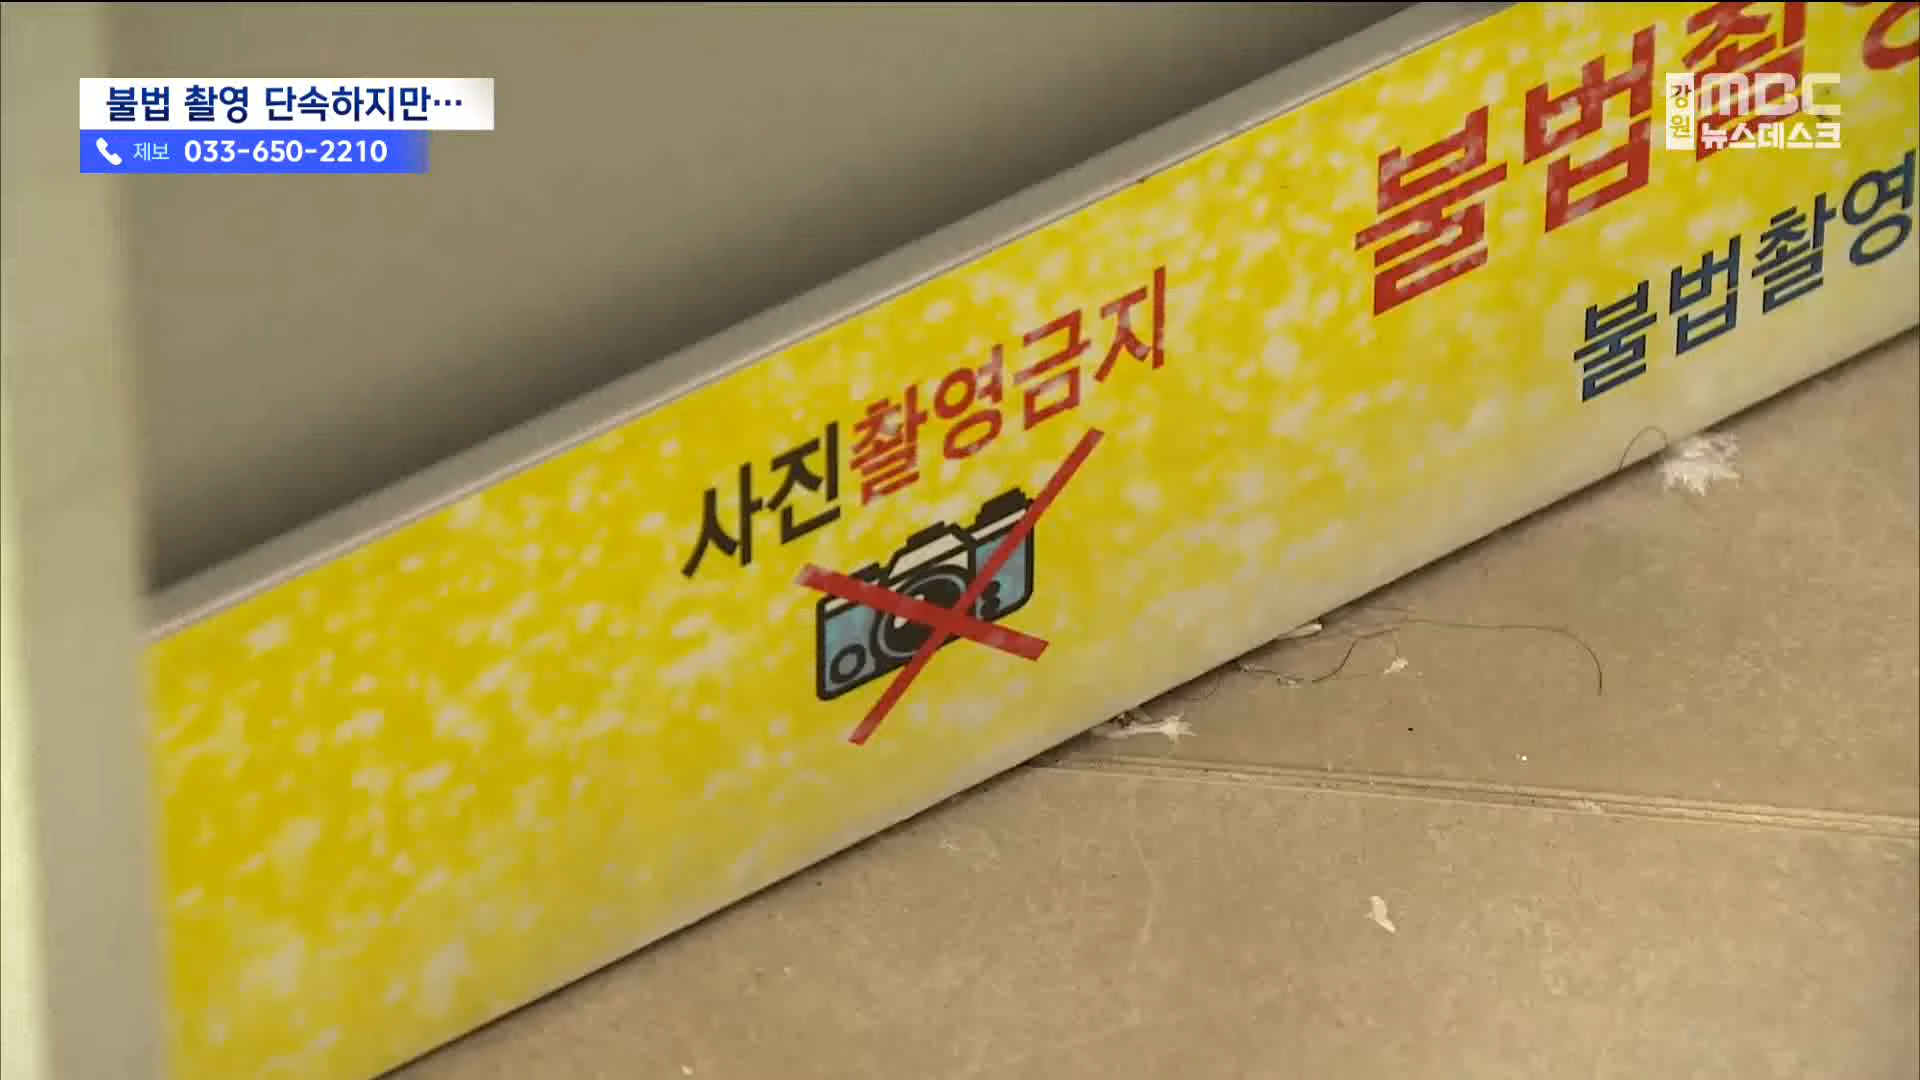 불법 촬영 단속하지만…
제보 033-650-2210
강원 MBC
뉴스데스크
불법촬영
불법촬영
사진촬영금지